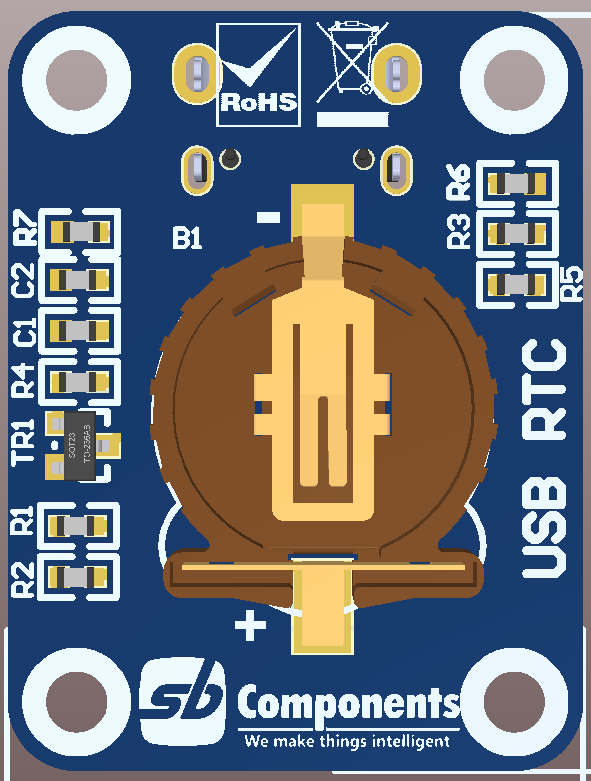 RoHS
R6
R3
R5
B1
-
R7
C2
C1
R4
TR1
SOT23
TO-236AB
R1
R2
USB RTC
+
sb Components
We make things intelligent